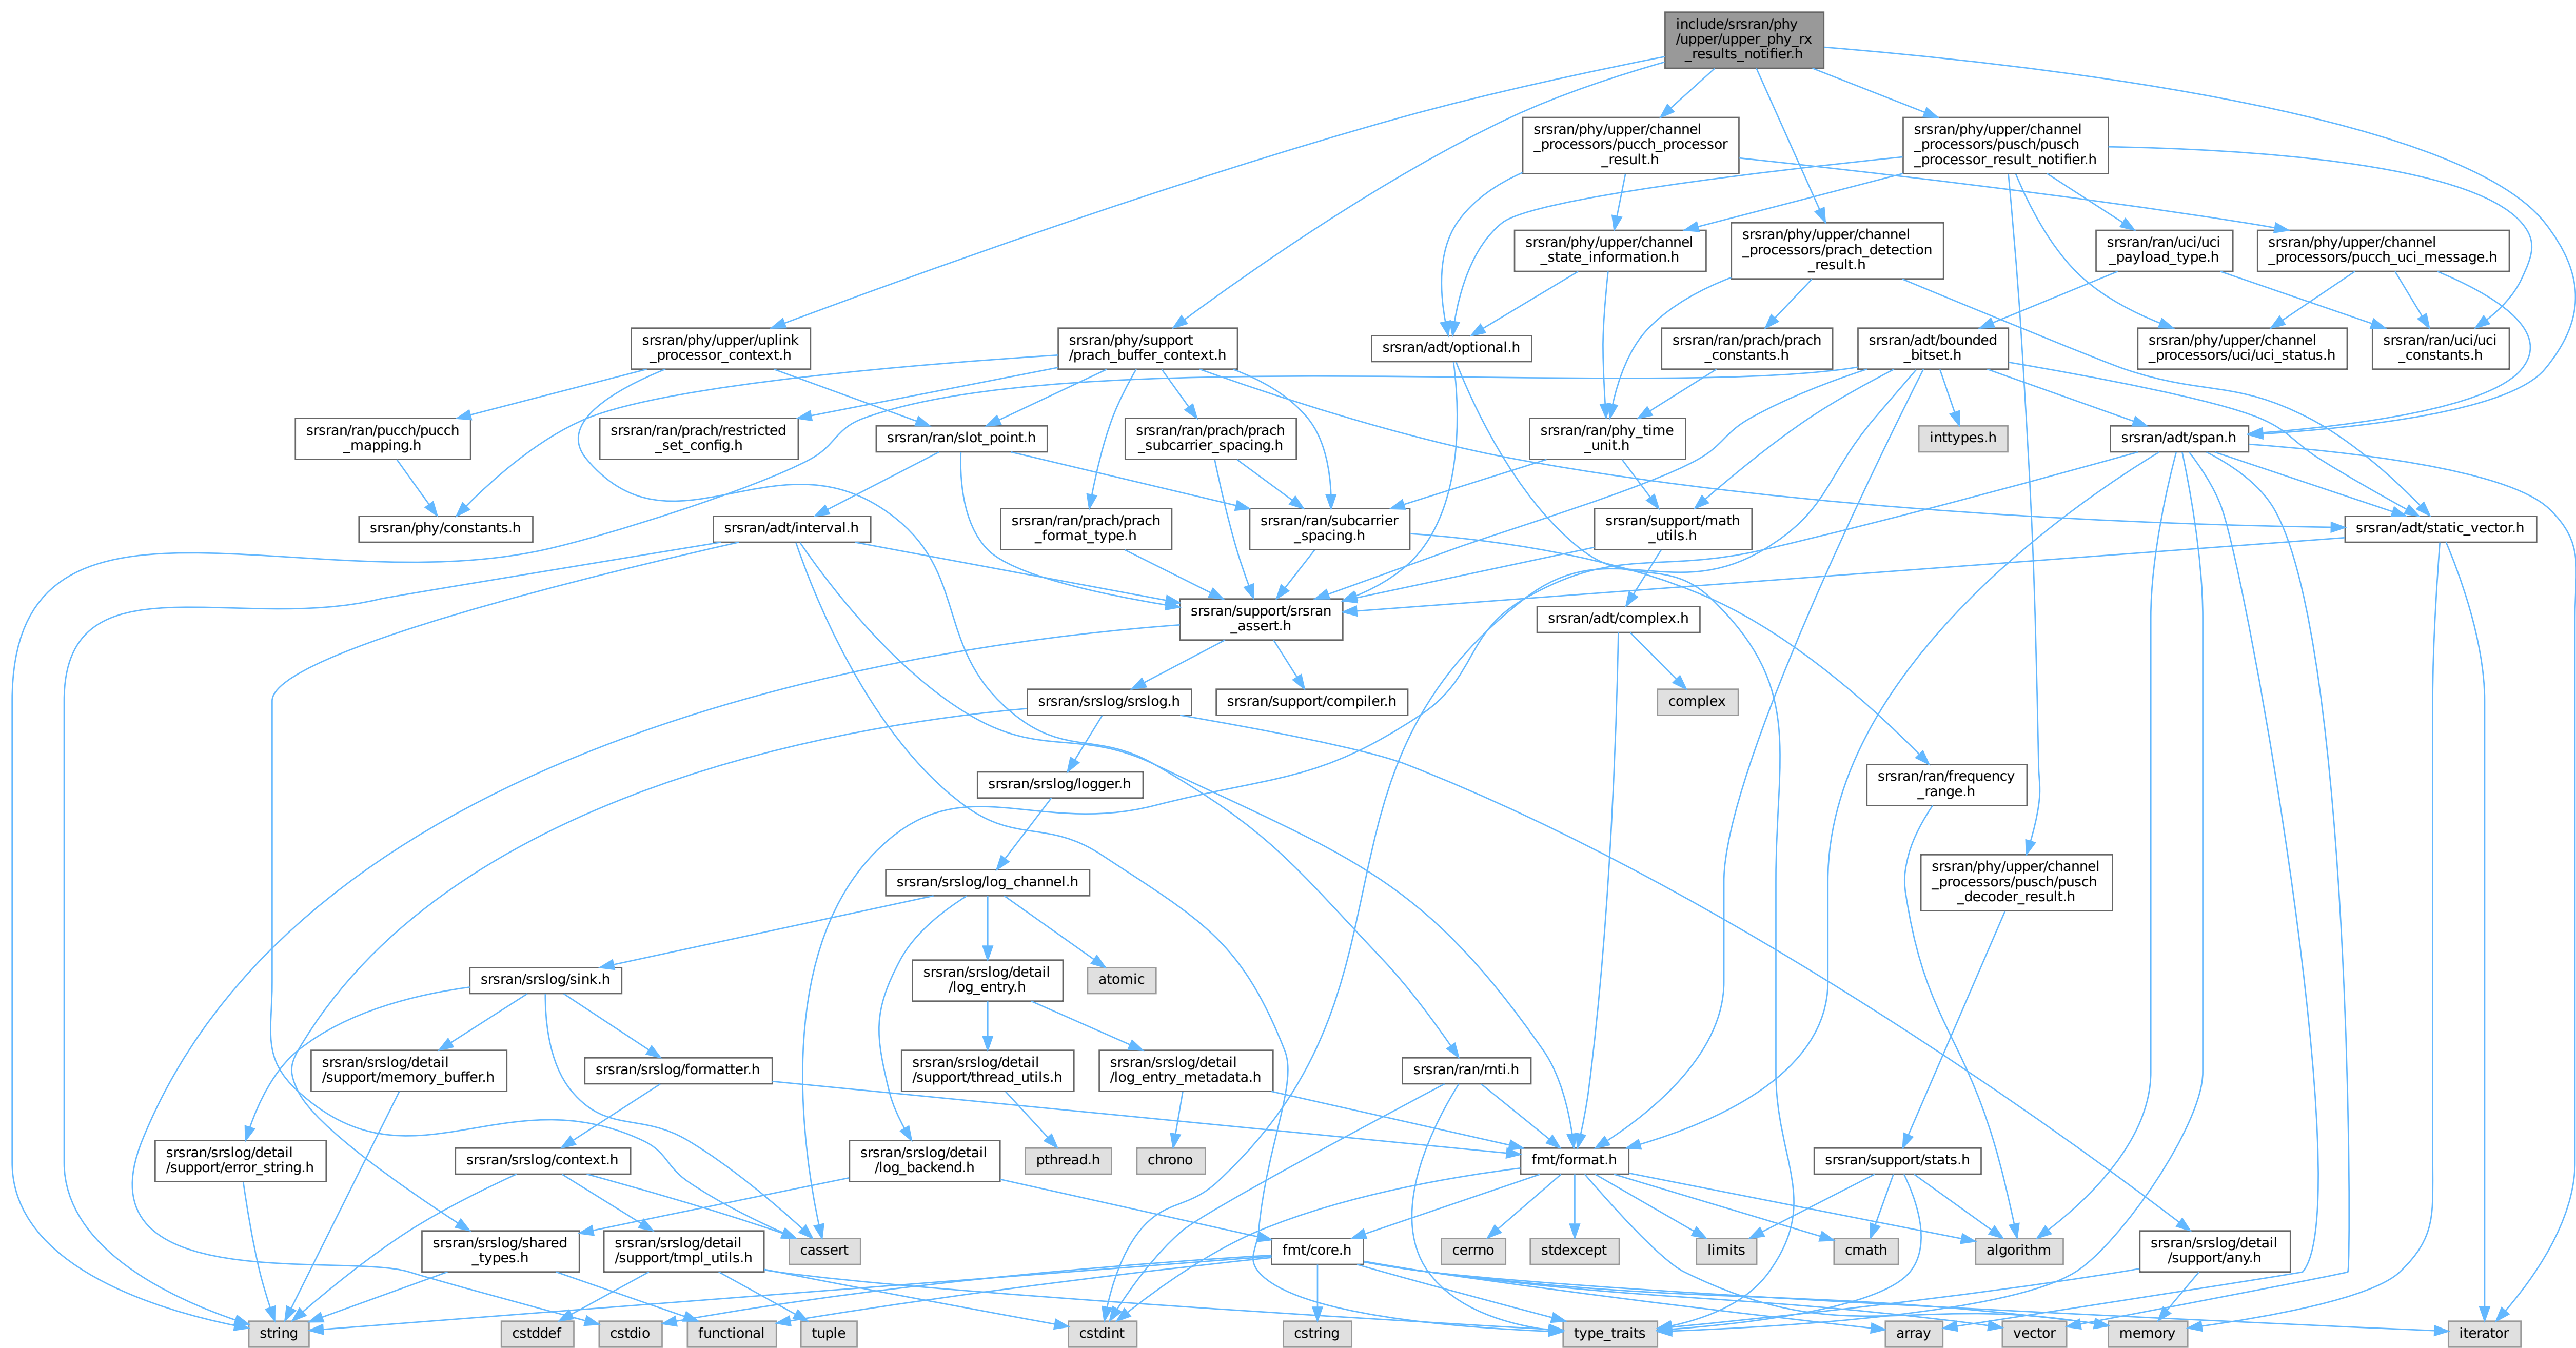 include/srsran/phy
/upper/upper_phy_rx
_results_notifier.h
srsran/phy/upper/channel
_processors/pucch_processor
_result.h
srsran/phy/upper/channel
_processors/pusch/pusch
_processor_result_notifier.h
srsran/phy/upper/channel
_state_information.h
srsran/phy/upper/channel
_processors/prach_detection
_result.h
srsran/ran/uci/uci
_payload_type.h
srsran/phy/upper/channel
_processors/pucch_uci_message.h
srsran/phy/upper/uplink
_processor_context.h
srsran/phy/support
/prach_buffer_context.h
srsran/adt/optional.h
srsran/ran/prach/prach
_constants.h
srsran/adt/bounded
_bitset.h
srsran/phy/upper/channel
_processors/uci/uci_status.h
srsran/ran/uci/uci
_constants.h
srsran/ran/pucch/pucch
_mapping.h
srsran/ran/prach/restricted
_set_config.h
srsran/ran/slot_point.h
srsran/ran/prach/prach
_subcarrier_spacing.h
srsran/ran/phy_time
_unit.h
inttypes.h
srsran/adt/span.h
srsran/phy/constants.h
srsran/adt/interval.h
srsran/ran/prach/prach
_format_type.h
srsran/ran/subcarrier
_spacing.h
srsran/support/math
_utils.h
srsran/adt/static_vector.h
srsran/support/srsran
_assert.h
srsran/adt/complex.h
srsran/srslog/srslog.h
srsran/support/compiler.h
complex
srsran/srslog/logger.h
srsran/ran/frequency
_range.h
srsran/srslog/log_channel.h
srsran/phy/upper/channel
_processors/pusch/pusch
_decoder_result.h
srsran/srslog/sink.h
srsran/srslog/detail
/log_entry.h
atomic
srsran/srslog/detail
/support/memory_buffer.h
srsran/srslog/formatter.h
srsran/srslog/detail
/support/thread_utils.h
srsran/srslog/detail
/log_entry_metadata.h
srsran/ran/rnti.h
srsran/srslog/detail
/support/error_string.h
srsran/srslog/context.h
srsran/srslog/detail
/log_backend.h
pthread.h
chrono
fmt/format.h
srsran/support/stats.h
srsran/srslog/shared
_types.h
srsran/srslog/detail
/support/tmpl_utils.h
cassert
fmt/core.h
cerrno
stdexcept
limits
cmath
algorithm
srsran/srslog/detail
/support/any.h
string
cstddef
cstdio
functional
tuple
cstdint
cstring
type_traits
array
vector
memory
iterator